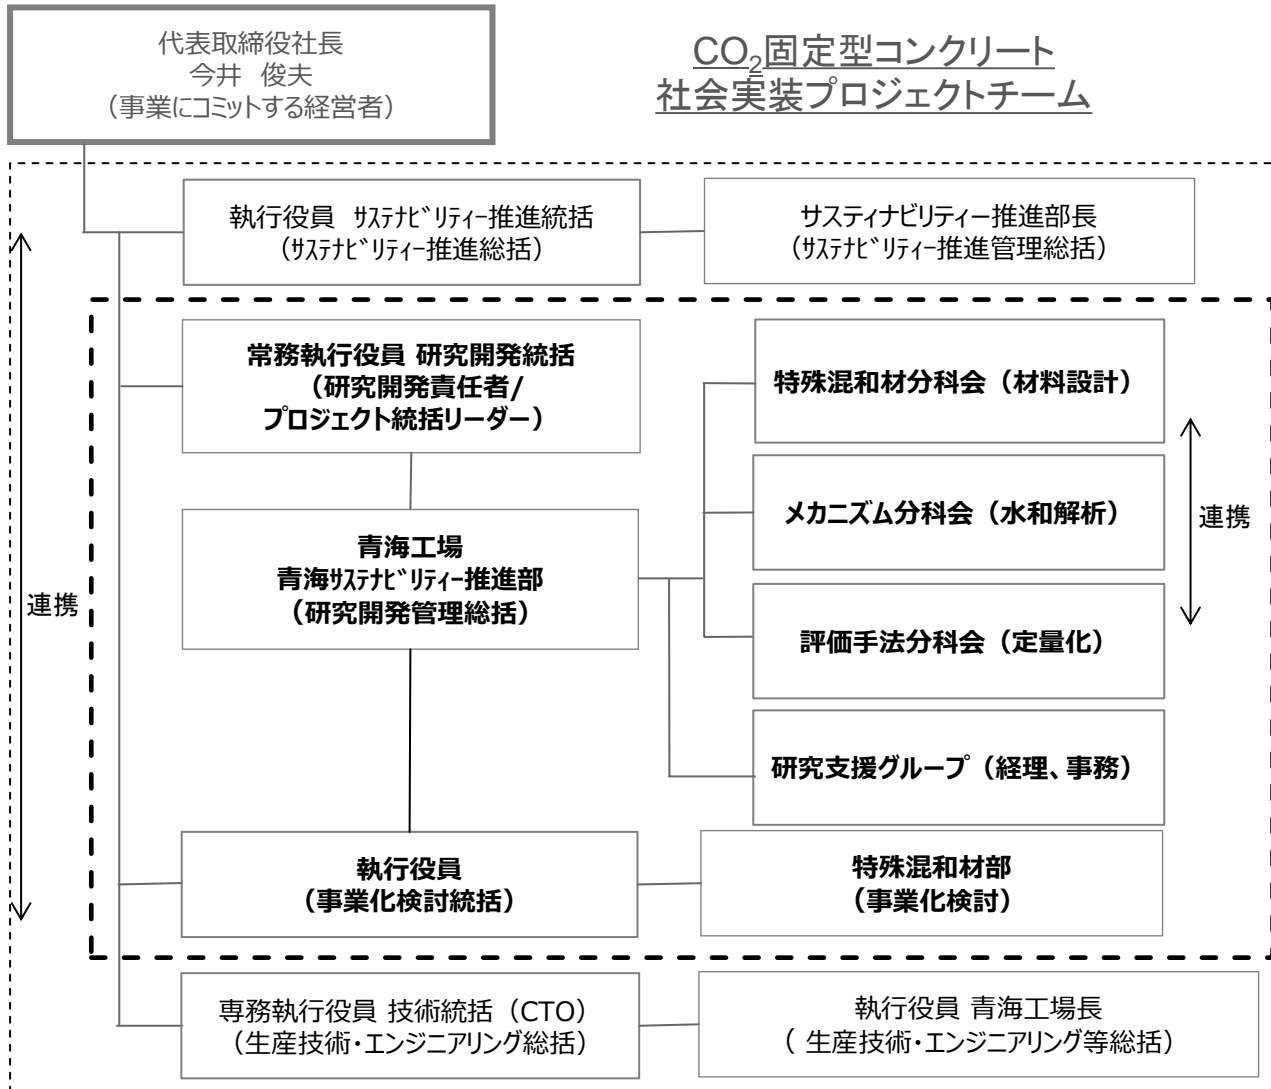 代表取締役社長
今井 俊夫
（事業にコミットする経営者）
CO₂固定型コンクリート
社会実装プロジェクトチーム
執行役員 ｻｽﾃﾅﾋﾞﾘﾃｨｰ推進統括
（ｻｽﾃﾅﾋﾞﾘﾃｨｰ推進総括）
サスティナビリティー推進部長
（ｻｽﾃﾅﾋﾞﾘﾃｨｰ推進管理総括）
常務執行役員 研究開発統括
（研究開発責任者/
プロジェクト統括リーダー）
特殊混和材分科会（材料設計）
メカニズム分科会（水和解析）
連携
青海工場
青海ｻｽﾃﾅﾋﾞﾘﾃｨｰ推進部
（研究開発管理総括）
連携
評価手法分科会（定量化）
研究支援グループ（経理、事務）
執行役員
（事業化検討統括）
特殊混和材部
（事業化検討）
専務執行役員 技術統括（CTO）
（生産技術・エンジニアリング総括）
執行役員 青海工場長
（ 生産技術・エンジニアリング等総括）